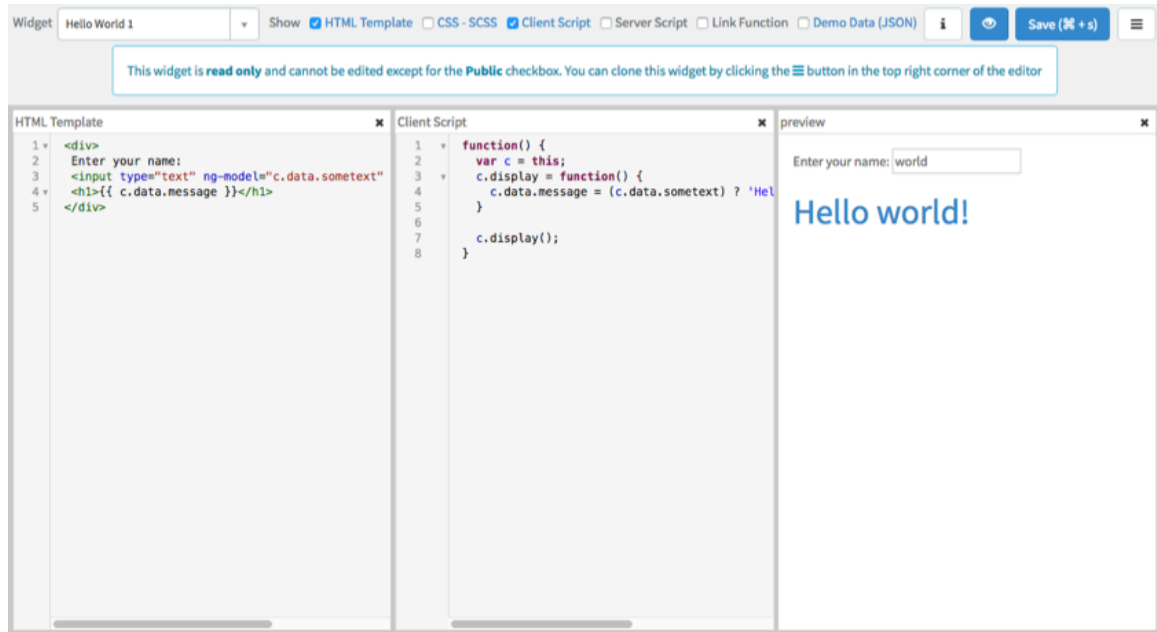 Widget Hello World 1 Show HTML Template CSS - SCSS Client Script Server Script Link Function Demo Data (JSON) i Save (⌘ + s)
This widget is read only and cannot be edited except for the Public checkbox. You can clone this widget by clicking the ☰ button in the top right corner of the editor
HTML Template
1 <div>
2 Enter your name:
3 <input type="text" ng-model="c.data.sometext"
4 <h1>{{ c.data.message }}</h1>
5 </div>
Client Script
1 function() {
2 var c = this;
3 c.display = function() {
4 c.data.message = (c.data.sometext) ? 'Hel
5 }
6
7 c.display();
8 }
preview
Enter your name: world
Hello world!